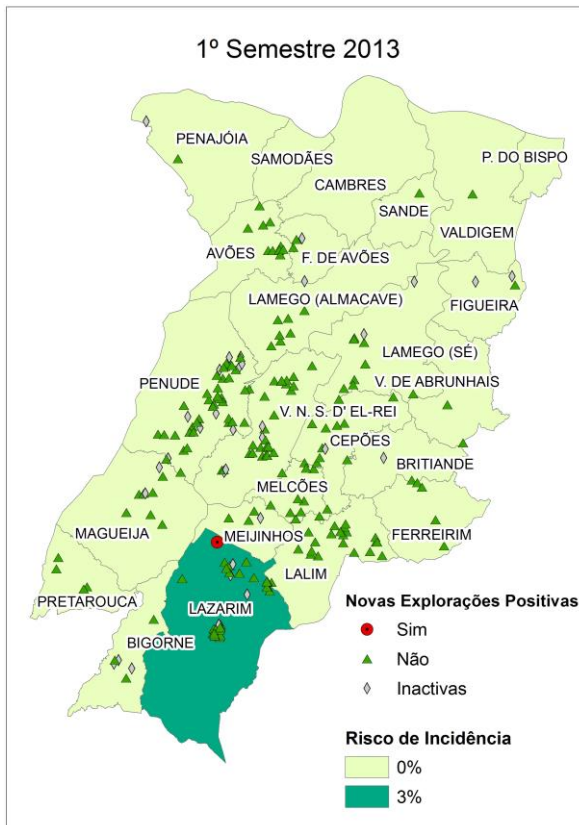 1º Semestre 2013
PENAJÓIA
SAMODÃES
P. DO BISPO
CAMBRES
SANDE
VALDIGEM
AVÕES
F. DE AVÕES
LAMEGO (ALMACAVE)
FIGUEIRA
LAMEGO (SÉ)
PENUDE
V. DE ABRUNHAIS
V. N. S. D' EL-REI
CEPÕES
BRITIANDE
MELCÕES
MAGUEIJA
MEIJINHOS
FERREIRIM
LALIM
PRETAROUCA
LAZARIM
BIGORNE
Novas Explorações Positivas
Sim
Não
Inactivas
Risco de Incidência
0%
3%